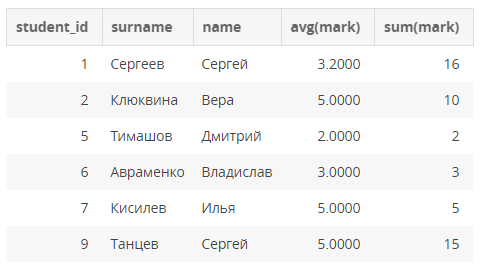 student_id surname name avg(mark) sum(mark)
1 Сергеев Сергей 3.2000 16
2 Клюквина Вера 5.0000 10
5 Тимашов Дмитрий 2.0000 2
6 Авраменко Владислав 3.0000 3
7 Кисилев Илья 5.0000 5
9 Танцев Сергей 5.0000 15